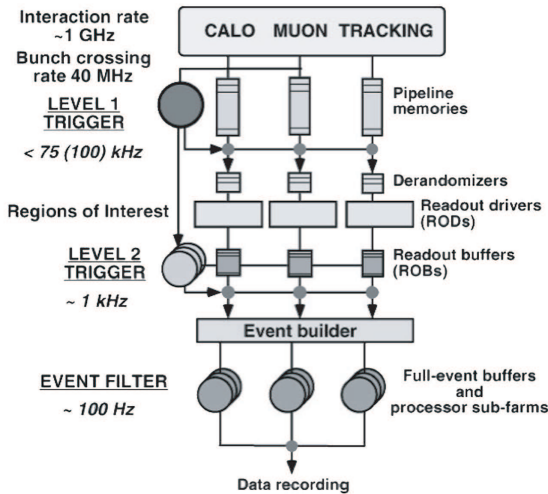 Interaction rate
~1 GHz
CALO MUON TRACKING
Bunch crossing
rate 40 MHz
LEVEL 1
TRIGGER
< 75 (100) kHz
Pipeline
memories
Derandomizers
Regions of Interest
Readout drivers
(RODs)
LEVEL 2
TRIGGER
~ 1 kHz
Readout buffers
(ROBs)
Event builder
EVENT FILTER
~ 100 Hz
Full-event buffers
and
processor sub-farms
Data recording